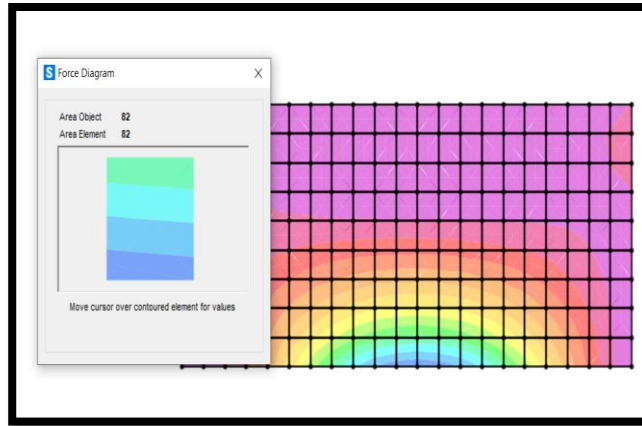 S Force Diagram X
Area Object 82
Area Element 82
Move cursor over contoured element for values